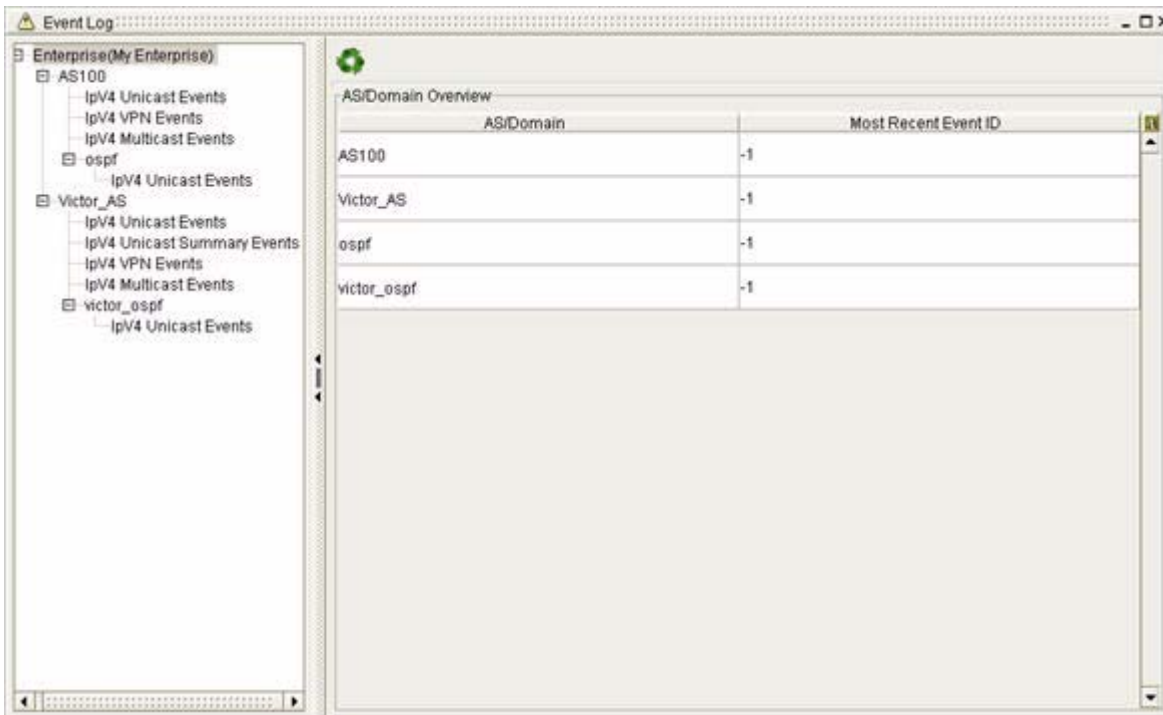 Event Log
Enterprise(My Enterprise)
AS100
IpV4 Unicast Events
IpV4 VPN Events
IpV4 Multicast Events
ospf
IpV4 Unicast Events
Victor_AS
IpV4 Unicast Events
IpV4 Unicast Summary Events
IpV4 VPN Events
IpV4 Multicast Events
victor_ospf
IpV4 Unicast Events
AS/Domain Overview
AS/Domain Most Recent Event ID
AS100 -1
Victor_AS -1
ospf -1
victor_ospf -1